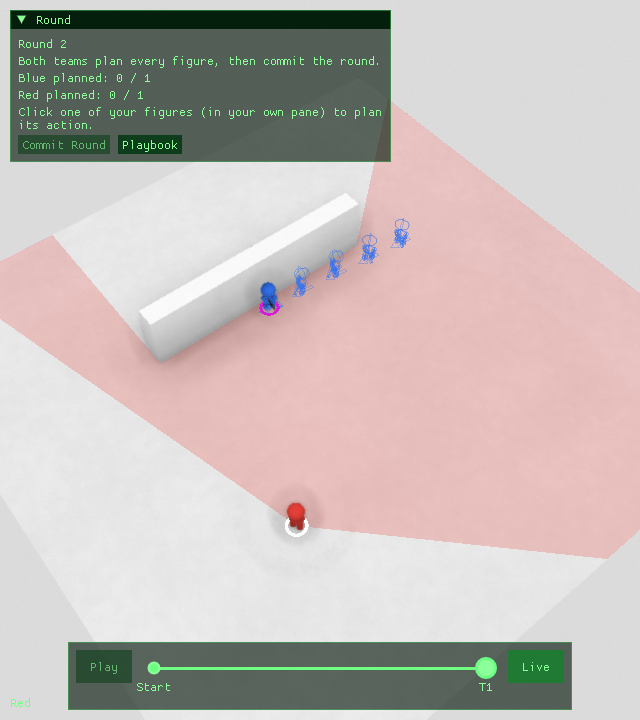 Round
Round 2
Both teams plan every figure, then commit the round.
Blue planned: 0 / 1
Red planned: 0 / 1
Click one of your figures (in your own pane) to plan
its action.
Commit Round
Playbook
Play
Start
T1
Live
Red